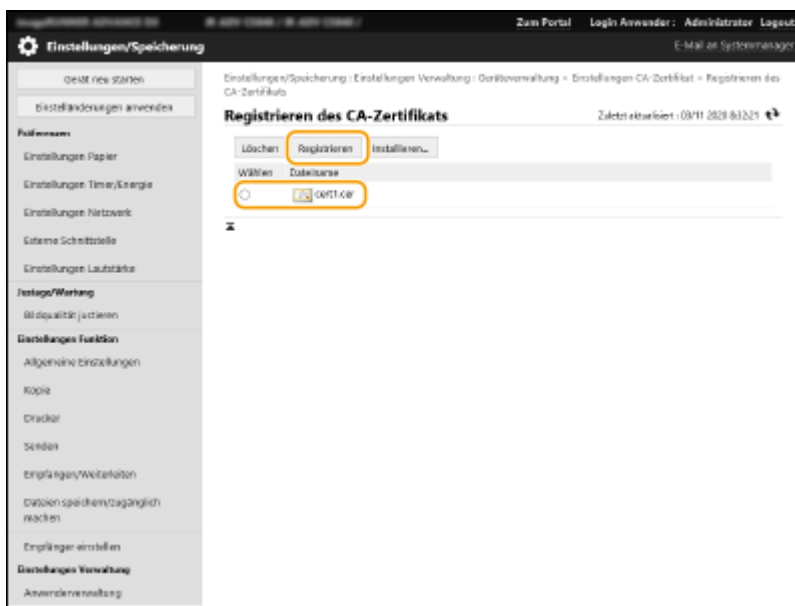 Zum Portal Login Anwender: Administrator Logout
Einstellungen/Speicherung
E-Mail an Systemmanager
Gerät neu starten
Einstelländerungen anwenden
Einstellungen/Speicherung : Einstellungen Verwaltung : Geräteverwaltung > Einstellungen CA-Zertifikat > Registrieren des
CA-Zertifikats
Registrieren des CA-Zertifikats
Zuletzt aktualisiert :
Löschen
Registrieren
Installieren...
Wählen Dateiname
cert1.cer
Präferenzen
Einstellungen Papier
Einstellungen Timer/Energie
Einstellungen Netzwerk
Externe Schnittstelle
Einstellungen Lautstärke
Justage/Wartung
Bildqualität justieren
Einstellungen Funktion
Allgemeine Einstellungen
Kopie
Drucker
Senden
Empfangen/Weiterleiten
Dateien speichern/zugänglich
machen
Empfänger einstellen
Einstellungen Verwaltung
Anwenderverwaltung